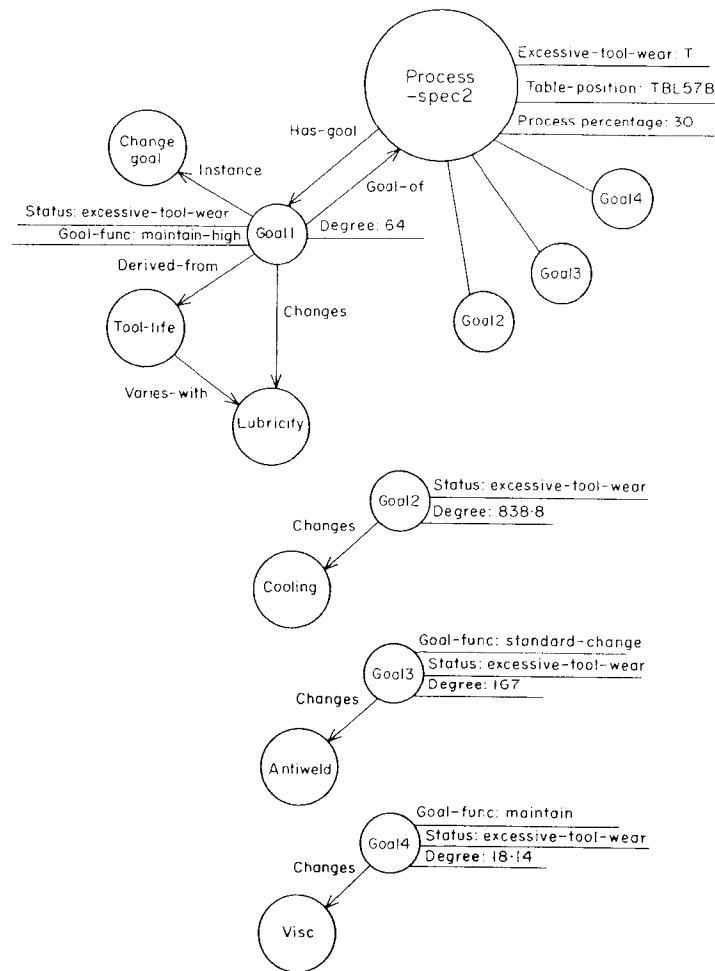 Excessive-tool-wear: T
Process
-spec2
Table-position: TBL57B
Process percentage: 30
Has-goal
Change
goal
Instance
Goal-of
Goal4
Status: excessive-tool-wear
Goal-func: maintain-high
Goal1
Degree: 64
Derived-from
Goal3
Changes
Goal2
Tool-life
Varies-with
Lubricity
Status: excessive-tool-wear
Goal2
Degree: 838·8
Changes
Cooling
Goal-func: standard-change
Status: excessive-tool-wear
Goal3
Degree: 167
Changes
Antiweld
Goal-func: maintain
Status: excessive-tool-wear
Goal4
Degree: 18·14
Changes
Visc